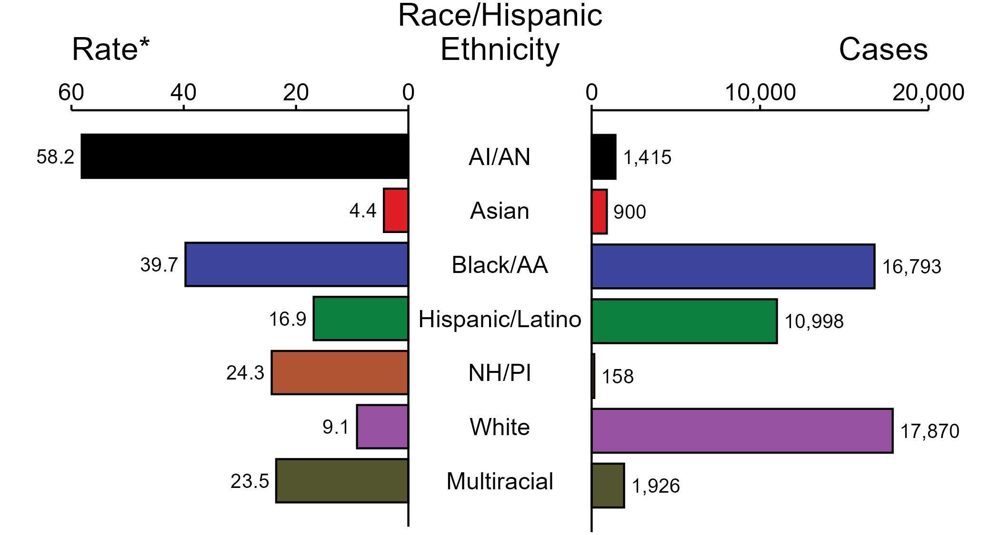 Race/Hispanic
Rate* Ethnicity Cases
60 40 20 0 0 10,000 20,000
58.2 AI/AN 1,415
4.4 Asian 900
39.7 Black/AA 16,793
16.9 Hispanic/Latino 10,998
24.3 NH/PI 158
9.1 White 17,870
23.5 Multiracial 1,926